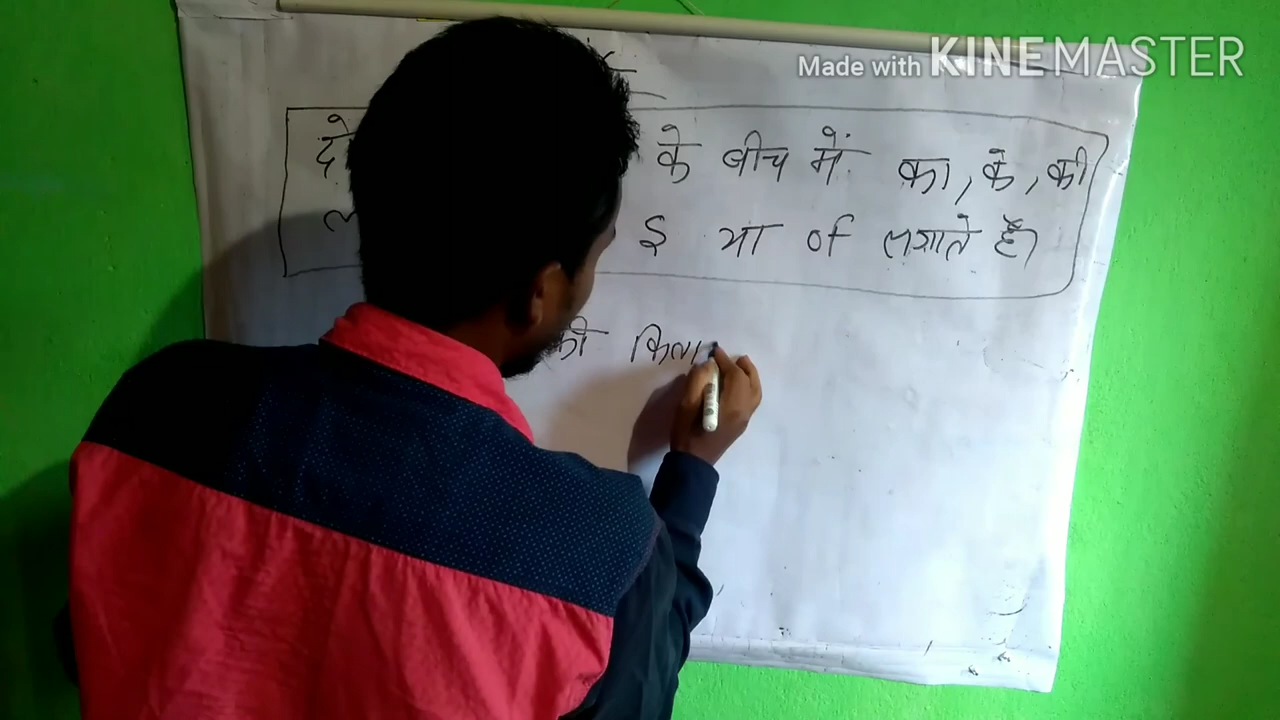 Made with KINEMASTER
के बीच में का, के, की
S या of लगाते है।
की किता